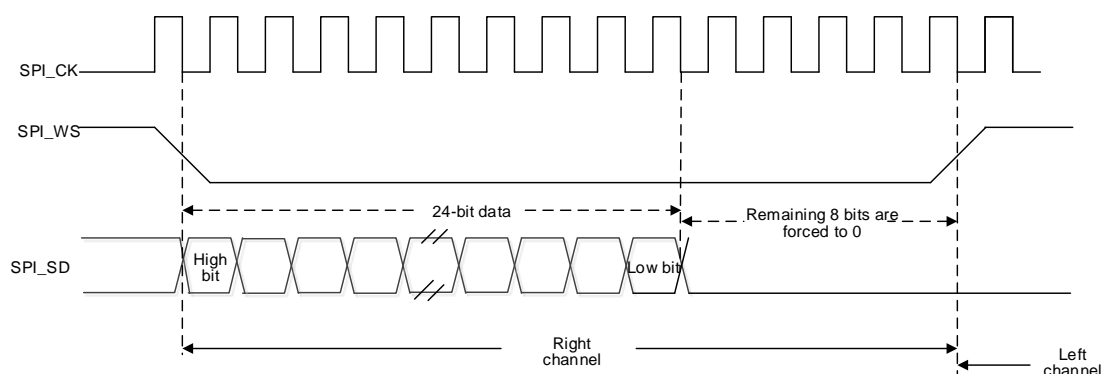 SPI_CK
SPI_WS
24-bit data
Remaining 8 bits are
forced to 0
SPI_SD
High
bit
Low bit
Right
channel
Left
channel